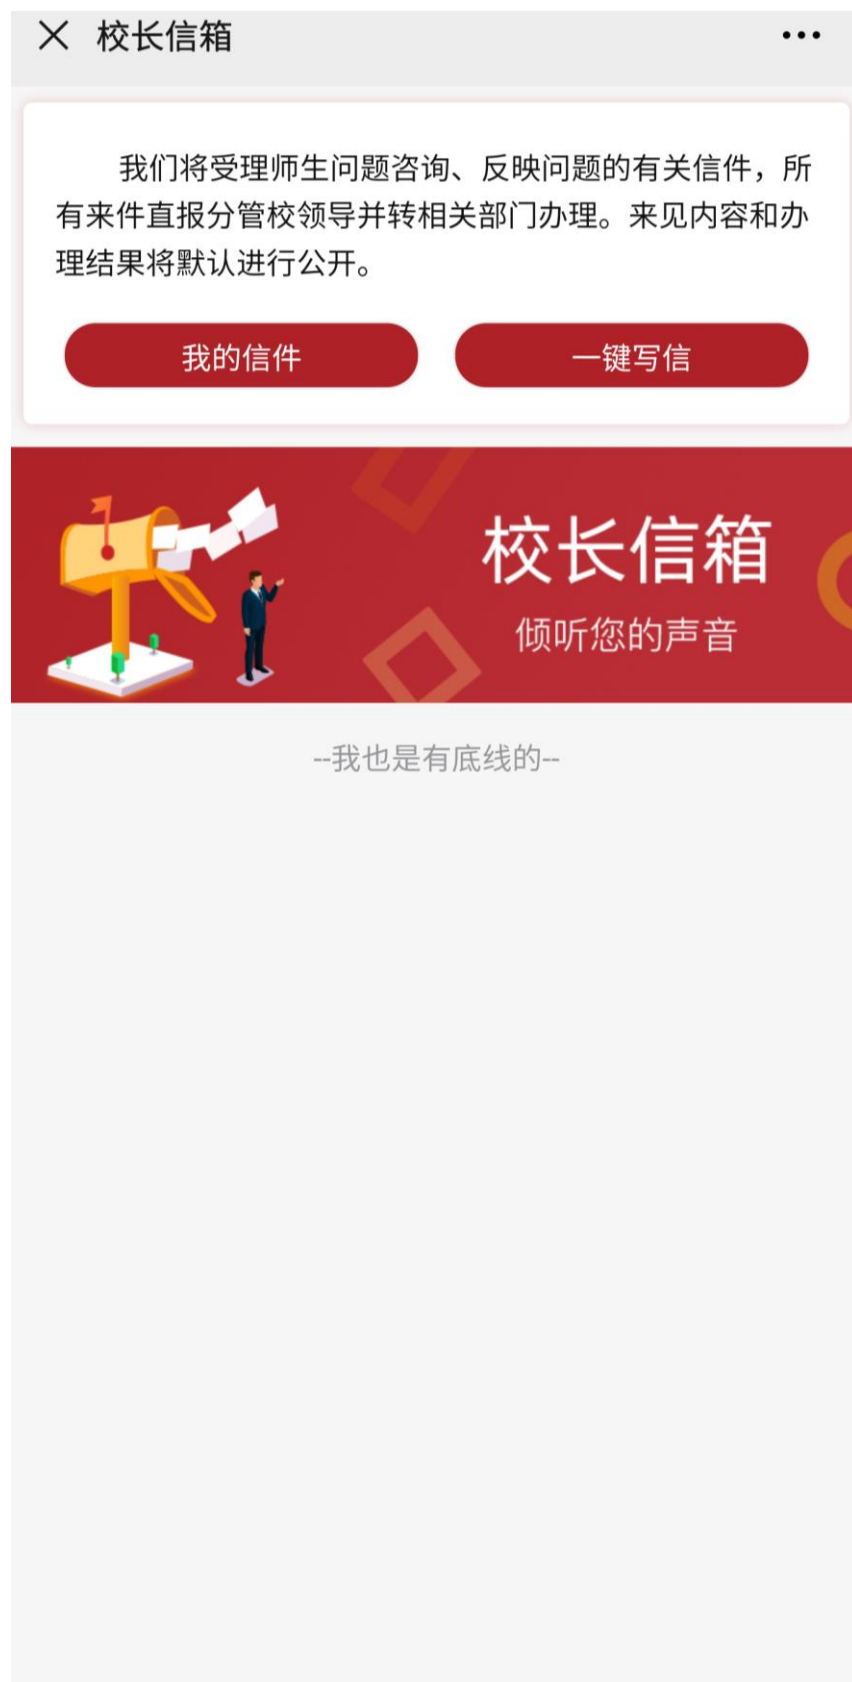 校长信箱
我们将受理师生问题咨询、反映问题的有关信件，所
有来件直报分管校领导并转相关部门办理。来见内容和办
理结果将默认进行公开。
我的信件 一键写信
校长信箱
倾听您的声音
--我也是有底线的--